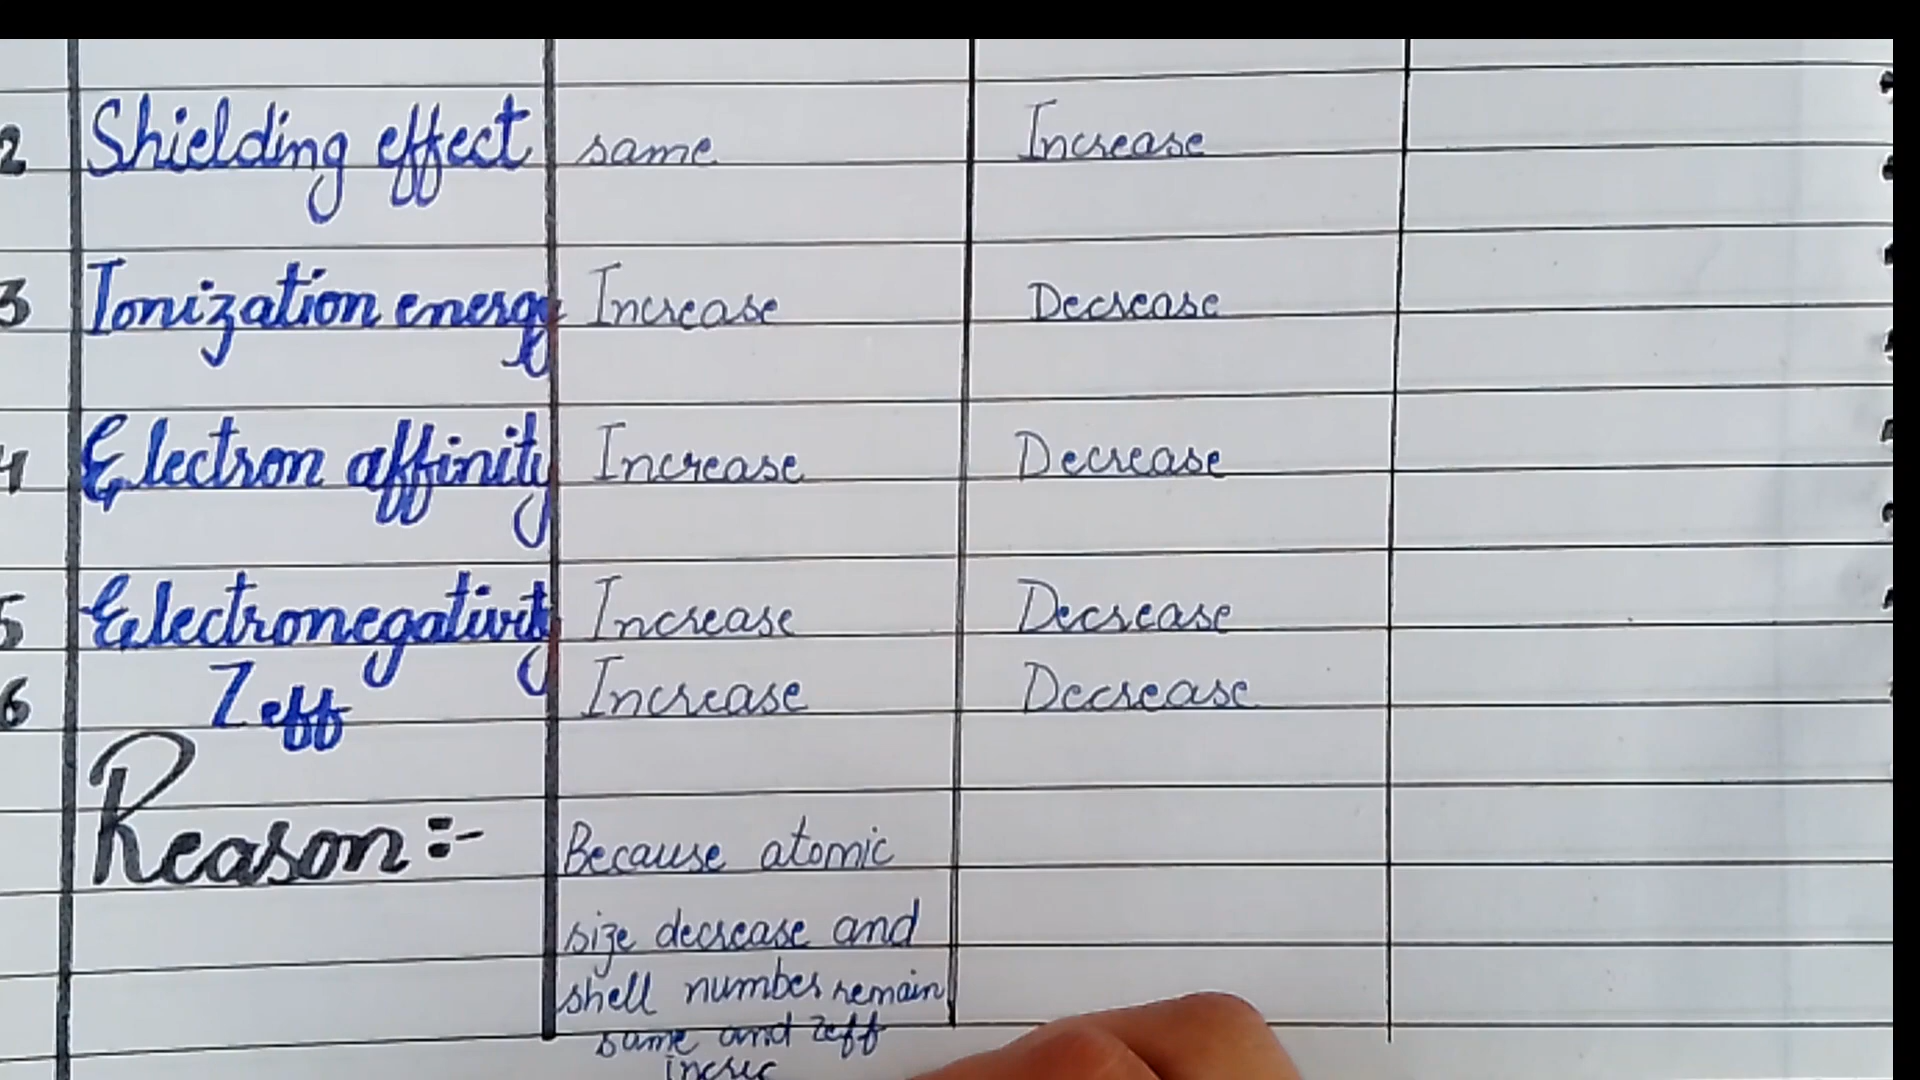 2 Shielding effect same Increase
3 Ionization energy Increase Decrease
4 Electron affinity Increase Decrease
5 Electronegativity Increase Decrease
6 Zeff Increase Decrease
Reason :- Because atomic
size decrease and
shell number remain
same and Zeff